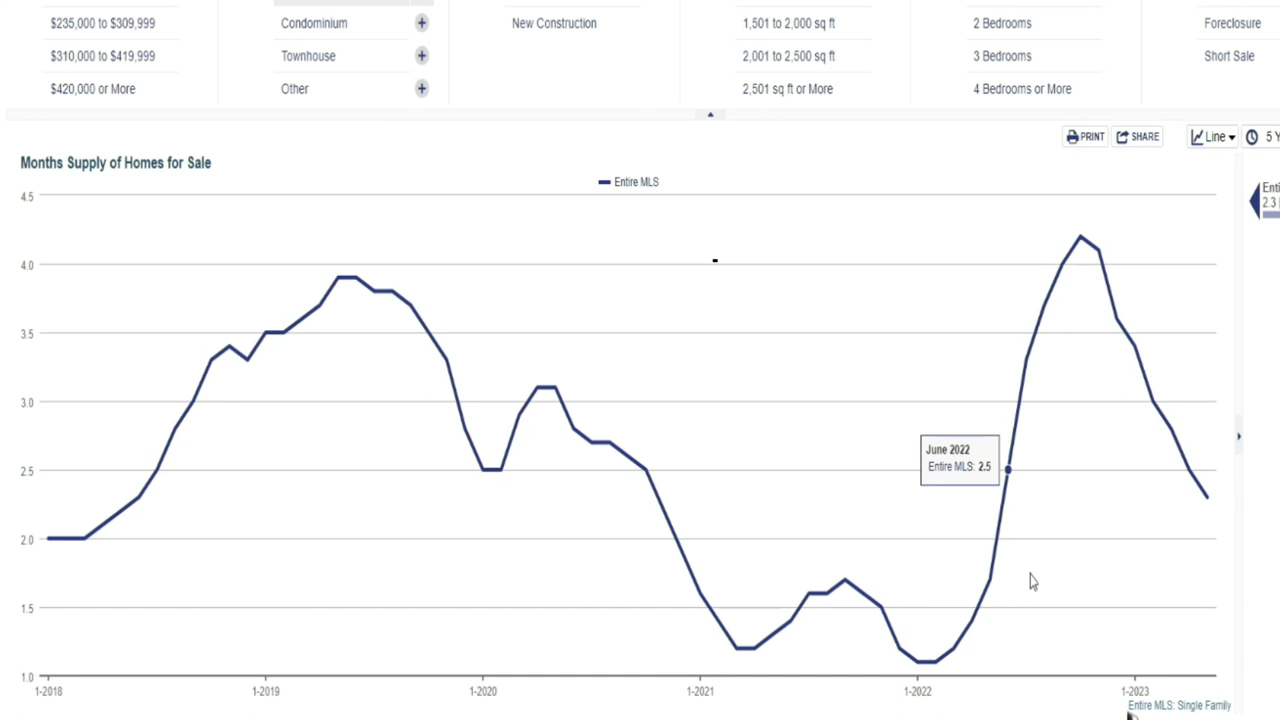 $235,000 to $309,999
Condominium
New Construction
1,501 to 2,000 sq ft
2 Bedrooms
Foreclosure
$310,000 to $419,999
Townhouse
2,001 to 2,500 sq ft
3 Bedrooms
Short Sale
$420,000 or More
Other
2,501 sq ft or More
4 Bedrooms or More
PRINT
SHARE
Line
5 Y
Months Supply of Homes for Sale
Entire MLS
Enti
2.3
4.5
4.0
3.5
3.0
2.5
2.0
1.5
1.0
June 2022
Entire MLS: 2.5
1-2018
1-2019
1-2020
1-2021
1-2022
1-2023
Entire MLS: Single Family